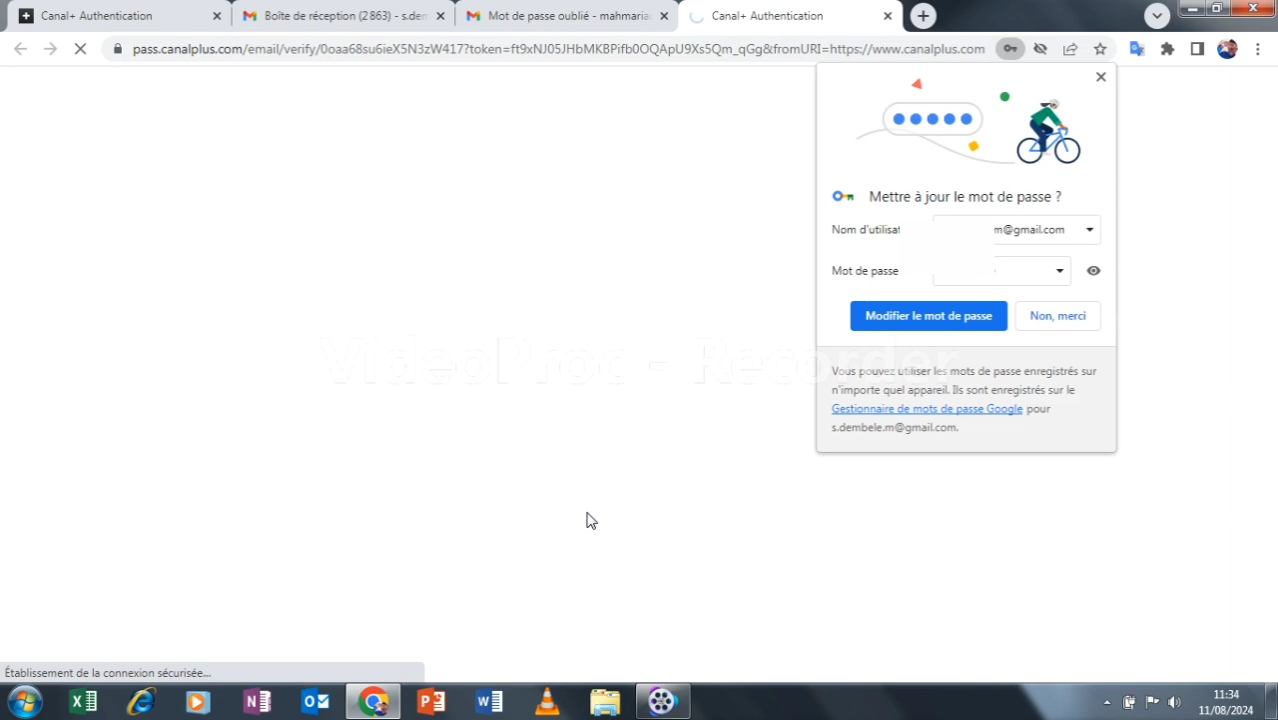 Canal+ Authentication
Boîte de réception (2 863) - s.dem
Mot de passe oublié - mahmaria
Canal+ Authentication
pass.canalplus.com/email/verify/0oaa68su6ieX5N3zW417?token=ft9xNJ05JHbMKBPifb0OQApU9Xs5Qm_qGg&fromURI=https://www.canalplus.com
Mettre à jour le mot de passe ?
Nom d'utilisat
m@gmail.com
Mot de passe
Modifier le mot de passe
Non, merci
VideoProc - Recorder
Vous pouvez utiliser les mots de passe enregistrés sur
n'importe quel appareil. Ils sont enregistrés sur le
Gestionnaire de mots de passe Google pour
s.dembele.m@gmail.com.
Établissement de la connexion sécurisée...
11:34
11/08/2024